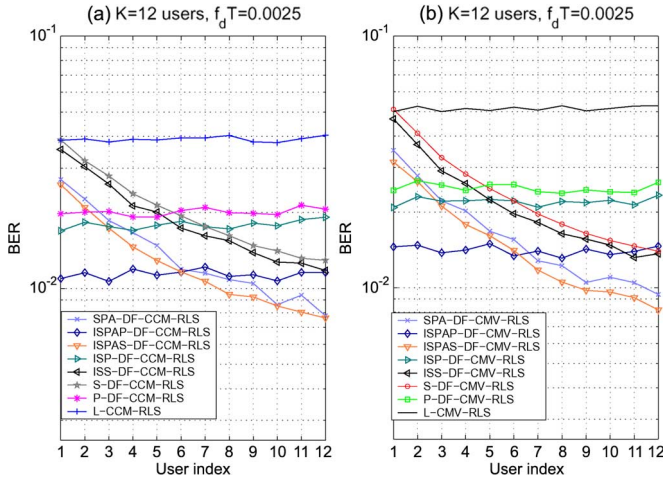 (a) K=12 users, f_dT=0.0025
10^-1
10^-2
BER
SPA-DF-CCM-RLS
ISPAP-DF-CCM-RLS
ISPAS-DF-CCM-RLS
ISP-DF-CCM-RLS
ISS-DF-CCM-RLS
S-DF-CCM-RLS
P-DF-CCM-RLS
L-CCM-RLS
1 2 3 4 5 6 7 8 9 10 11 12
User index
(b) K=12 users, f_dT=0.0025
10^-1
10^-2
BER
SPA-DF-CMV-RLS
ISPAP-DF-CMV-RLS
ISPAS-DF-CMV-RLS
ISP-DF-CMV-RLS
ISS-DF-CMV-RLS
S-DF-CMV-RLS
P-DF-CMV-RLS
L-CMV-RLS
1 2 3 4 5 6 7 8 9 10 11 12
User index